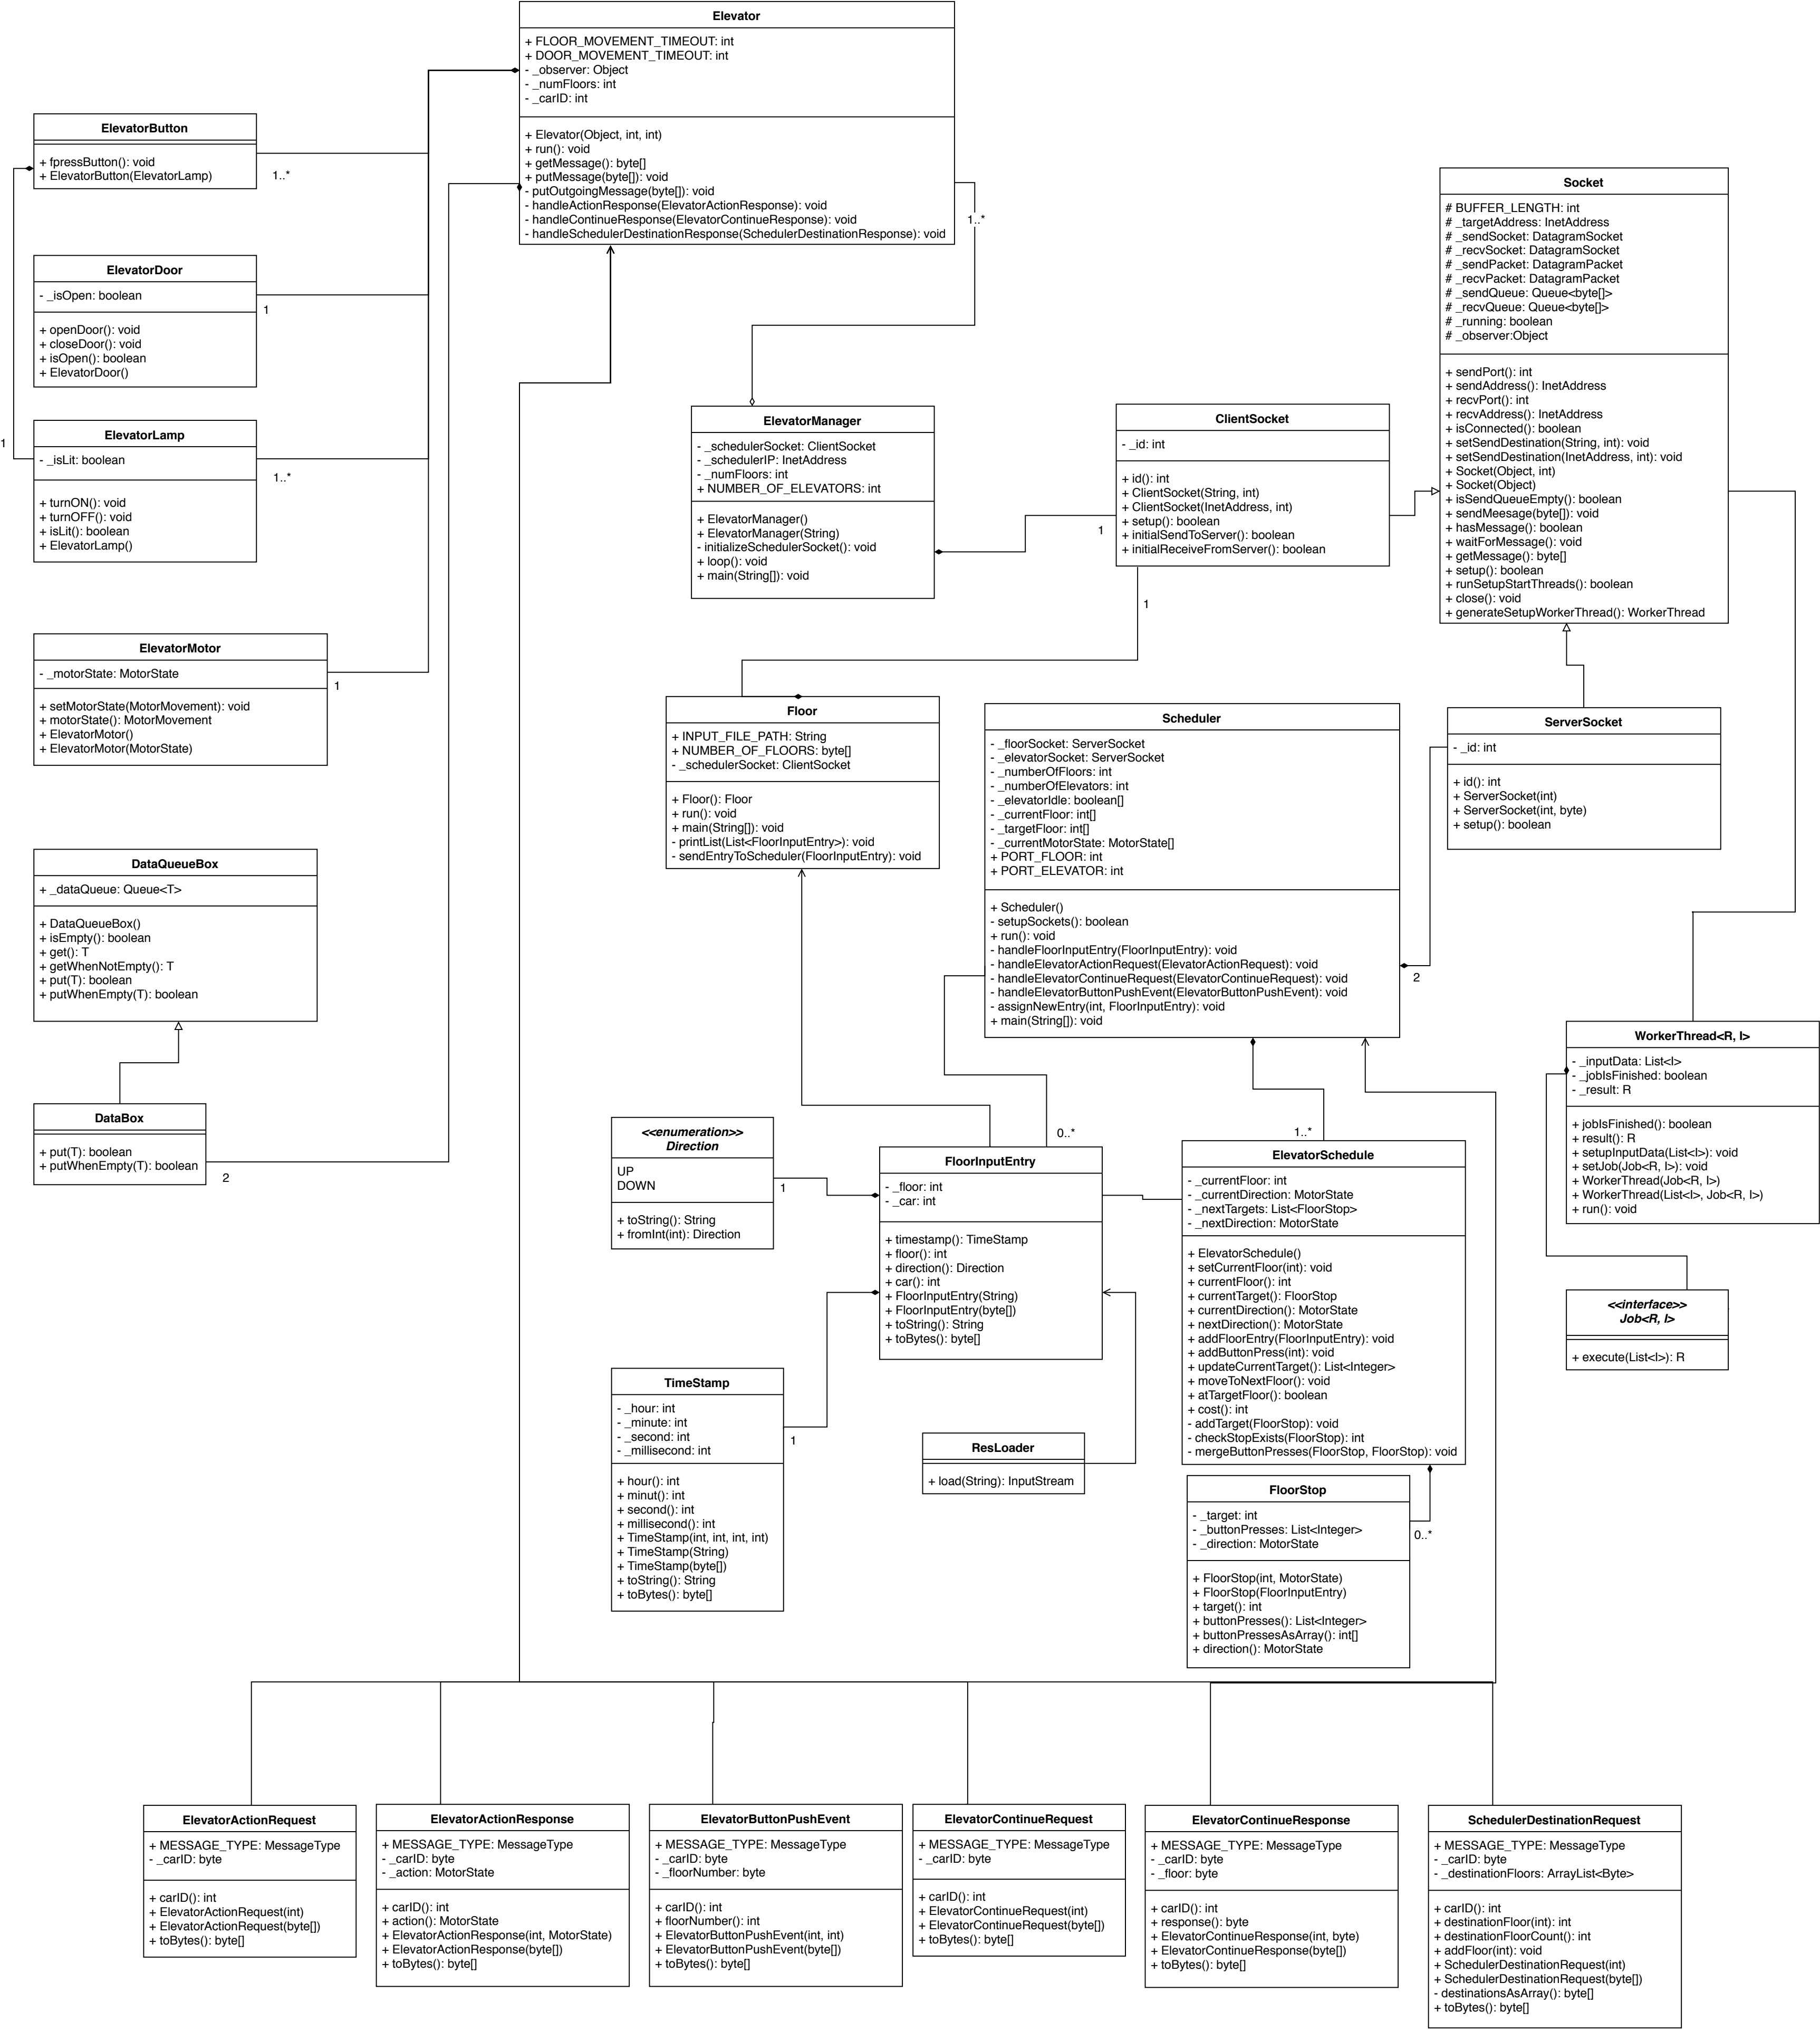 Elevator
+ FLOOR_MOVEMENT_TIMEOUT: int
+ DOOR_MOVEMENT_TIMEOUT: int
- _observer: Object
- _numFloors: int
- _carID: int
+ Elevator(Object, int, int)
+ run(): void
+ getMessage(): byte[]
+ putMessage(byte[]): void
- putOutgoingMessage(byte[]): void
- handleActionResponse(ElevatorActionResponse): void
- handleContinueResponse(ElevatorContinueResponse): void
- handleSchedulerDestinationResponse(SchedulerDestinationResponse): void
1..*
ElevatorButton
+ fpressButton(): void
+ ElevatorButton(ElevatorLamp)
1..*
ElevatorDoor
- _isOpen: boolean
+ openDoor(): void
+ closeDoor(): void
+ isOpen(): boolean
+ ElevatorDoor()
1
ElevatorLamp
- _isLit: boolean
+ turnON(): void
+ turnOFF(): void
+ isLit(): boolean
+ ElevatorLamp()
1
1..*
ElevatorMotor
- _motorState: MotorState
+ setMotorState(MotorMovement): void
+ motorState(): MotorMovement
+ ElevatorMotor()
+ ElevatorMotor(MotorState)
1
DataQueueBox
+ _dataQueue: Queue<T>
+ DataQueueBox()
+ isEmpty(): boolean
+ get(): T
+ getWhenNotEmpty(): T
+ put(T): boolean
+ putWhenEmpty(T): boolean
DataBox
+ put(T): boolean
+ putWhenEmpty(T): boolean
2
ElevatorManager
- _schedulerSocket: ClientSocket
- _schedulerIP: InetAddress
- _numFloors: int
+ NUMBER_OF_ELEVATORS: int
+ ElevatorManager()
+ ElevatorManager(String)
- initializeSchedulerSocket(): void
+ loop(): void
+ main(String[]): void
ClientSocket
- _id: int
+ id(): int
+ ClientSocket(String, int)
+ ClientSocket(InetAddress, int)
+ setup(): boolean
+ initialSendToServer(): boolean
+ initialReceiveFromServer(): boolean
1
1
Socket
# BUFFER_LENGTH: int
# _targetAddress: InetAddress
# _sendSocket: DatagramSocket
# _recvSocket: DatagramSocket
# _sendPacket: DatagramPacket
# _recvPacket: DatagramPacket
# _sendQueue: Queue<byte[]>
# _recvQueue: Queue<byte[]>
# _running: boolean
# _observer:Object
+ sendPort(): int
+ sendAddress(): InetAddress
+ recvPort(): int
+ recvAddress(): InetAddress
+ isConnected(): boolean
+ setSendDestination(String, int): void
+ setSendDestination(InetAddress, int): void
+ Socket(Object, int)
+ Socket(Object)
+ isSendQueueEmpty(): boolean
+ sendMeesage(byte[]): void
+ hasMessage(): boolean
+ waitForMessage(): void
+ getMessage(): byte[]
+ setup(): boolean
+ runSetupStartThreads(): boolean
+ close(): void
+ generateSetupWorkerThread(): WorkerThread
Floor
+ INPUT_FILE_PATH: String
+ NUMBER_OF_FLOORS: byte[]
- _schedulerSocket: ClientSocket
+ Floor(): Floor
+ run(): void
+ main(String[]): void
- printList(List<FloorInputEntry>): void
- sendEntryToScheduler(FloorInputEntry): void
Scheduler
- _floorSocket: ServerSocket
- _elevatorSocket: ServerSocket
- _numberOfFloors: int
- _numberOfElevators: int
- _elevatorIdle: boolean[]
- _currentFloor: int[]
- _targetFloor: int[]
- _currentMotorState: MotorState[]
+ PORT_FLOOR: int
+ PORT_ELEVATOR: int
+ Scheduler()
- setupSockets(): boolean
+ run(): void
- handleFloorInputEntry(FloorInputEntry): void
- handleElevatorActionRequest(ElevatorActionRequest): void
- handleElevatorContinueRequest(ElevatorContinueRequest): void
- handleElevatorButtonPushEvent(ElevatorButtonPushEvent): void
- assignNewEntry(int, FloorInputEntry): void
+ main(String[]): void
2
ServerSocket
- _id: int
+ id(): int
+ ServerSocket(int)
+ ServerSocket(int, byte)
+ setup(): boolean
WorkerThread<R, I>
- _inputData: List<I>
- _jobIsFinished: boolean
- _result: R
+ jobIsFinished(): boolean
+ result(): R
+ setupInputData(List<I>): void
+ setJob(Job<R, I>): void
+ WorkerThread(Job<R, I>)
+ WorkerThread(List<I>, Job<R, I>)
+ run(): void
<<interface>>
Job<R, I>
+ execute(List<I>): R
<<enumeration>>
Direction
UP
DOWN
+ toString(): String
+ fromInt(int): Direction
1
0..*
FloorInputEntry
- _floor: int
- _car: int
+ timestamp(): TimeStamp
+ floor(): int
+ direction(): Direction
+ car(): int
+ FloorInputEntry(String)
+ FloorInputEntry(byte[])
+ toString(): String
+ toBytes(): byte[]
1..*
ElevatorSchedule
- _currentFloor: int
- _currentDirection: MotorState
- _nextTargets: List<FloorStop>
- _nextDirection: MotorState
+ ElevatorSchedule()
+ setCurrentFloor(int): void
+ currentFloor(): int
+ currentTarget(): FloorStop
+ currentDirection(): MotorState
+ nextDirection(): MotorState
+ addFloorEntry(FloorInputEntry): void
+ addButtonPress(int): void
+ updateCurrentTarget(): List<Integer>
+ moveToNextFloor(): void
+ atTargetFloor(): boolean
+ cost(): int
- addTarget(FloorStop): void
- checkStopExists(FloorStop): int
- mergeButtonPresses(FloorStop, FloorStop): void
TimeStamp
- _hour: int
- _minute: int
- _second: int
- _millisecond: int
+ hour(): int
+ minut(): int
+ second(): int
+ millisecond(): int
+ TimeStamp(int, int, int, int)
+ TimeStamp(String)
+ TimeStamp(byte[])
+ toString(): String
+ toBytes(): byte[]
1
ResLoader
+ load(String): InputStream
FloorStop
- _target: int
- _buttonPresses: List<Integer>
- _direction: MotorState
+ FloorStop(int, MotorState)
+ FloorStop(FloorInputEntry)
+ target(): int
+ buttonPresses(): List<Integer>
+ buttonPressesAsArray(): int[]
+ direction(): MotorState
0..*
ElevatorActionRequest
+ MESSAGE_TYPE: MessageType
- _carID: byte
+ carID(): int
+ ElevatorActionRequest(int)
+ ElevatorActionRequest(byte[])
+ toBytes(): byte[]
ElevatorActionResponse
+ MESSAGE_TYPE: MessageType
- _carID: byte
- _action: MotorState
+ carID(): int
+ action(): MotorState
+ ElevatorActionResponse(int, MotorState)
+ ElevatorActionResponse(byte[])
+ toBytes(): byte[]
ElevatorButtonPushEvent
+ MESSAGE_TYPE: MessageType
- _carID: byte
- _floorNumber: byte
+ carID(): int
+ floorNumber(): int
+ ElevatorButtonPushEvent(int, int)
+ ElevatorButtonPushEvent(byte[])
+ toBytes(): byte[]
ElevatorContinueRequest
+ MESSAGE_TYPE: MessageType
- _carID: byte
+ carID(): int
+ ElevatorContinueRequest(int)
+ ElevatorContinueRequest(byte[])
+ toBytes(): byte[]
ElevatorContinueResponse
+ MESSAGE_TYPE: MessageType
- _carID: byte
- _floor: byte
+ carID(): int
+ response(): byte
+ ElevatorContinueResponse(int, byte)
+ ElevatorContinueResponse(byte[])
+ toBytes(): byte[]
SchedulerDestinationRequest
+ MESSAGE_TYPE: MessageType
- _carID: byte
- _destinationFloors: ArrayList<Byte>
+ carID(): int
+ destinationFloor(int): int
+ destinationFloorCount(): int
+ addFloor(int): void
+ SchedulerDestinationRequest(int)
+ SchedulerDestinationRequest(byte[])
- destinationsAsArray(): byte[]
+ toBytes(): byte[]